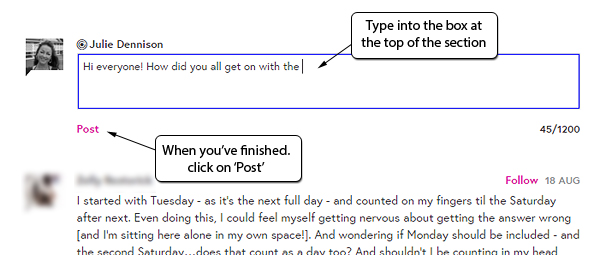 Julie Dennison
Type into the box at
the top of the section
Hi everyone! How did you all get on with the
Post
45/1200
When you've finished.
click on 'Post'
Follow 18 AUG
I started with Tuesday - as it's the next full day - and counted on my fingers til the Saturday
after next. Even doing this, I could feel myself getting nervous about getting the answer wrong
[and I'm sitting here alone in my own space!]. And wondering if Monday should be included - and
the second Saturday...does that count as a day too? And shouldn't I be counting in my head